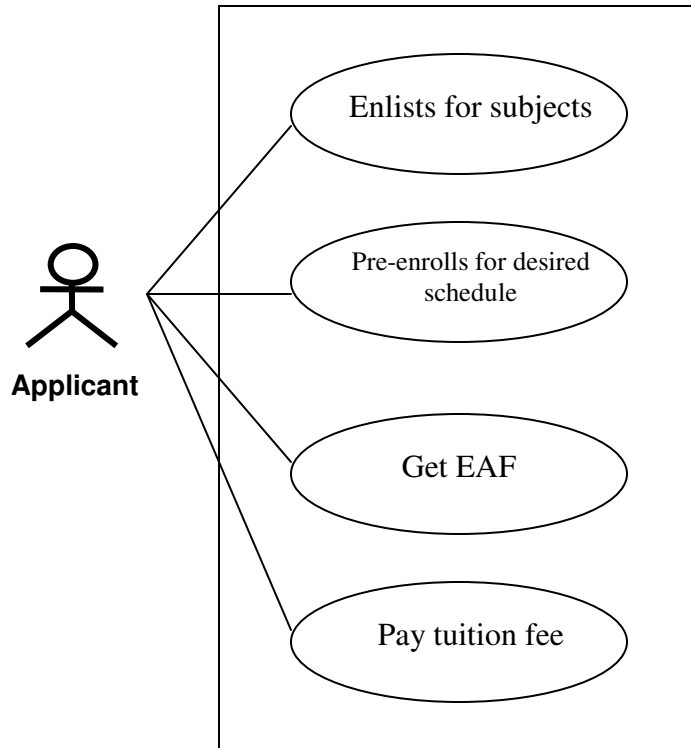 Enlists for subjects
Pre-enrolls for desired
schedule
Applicant
Get EAF
Pay tuition fee